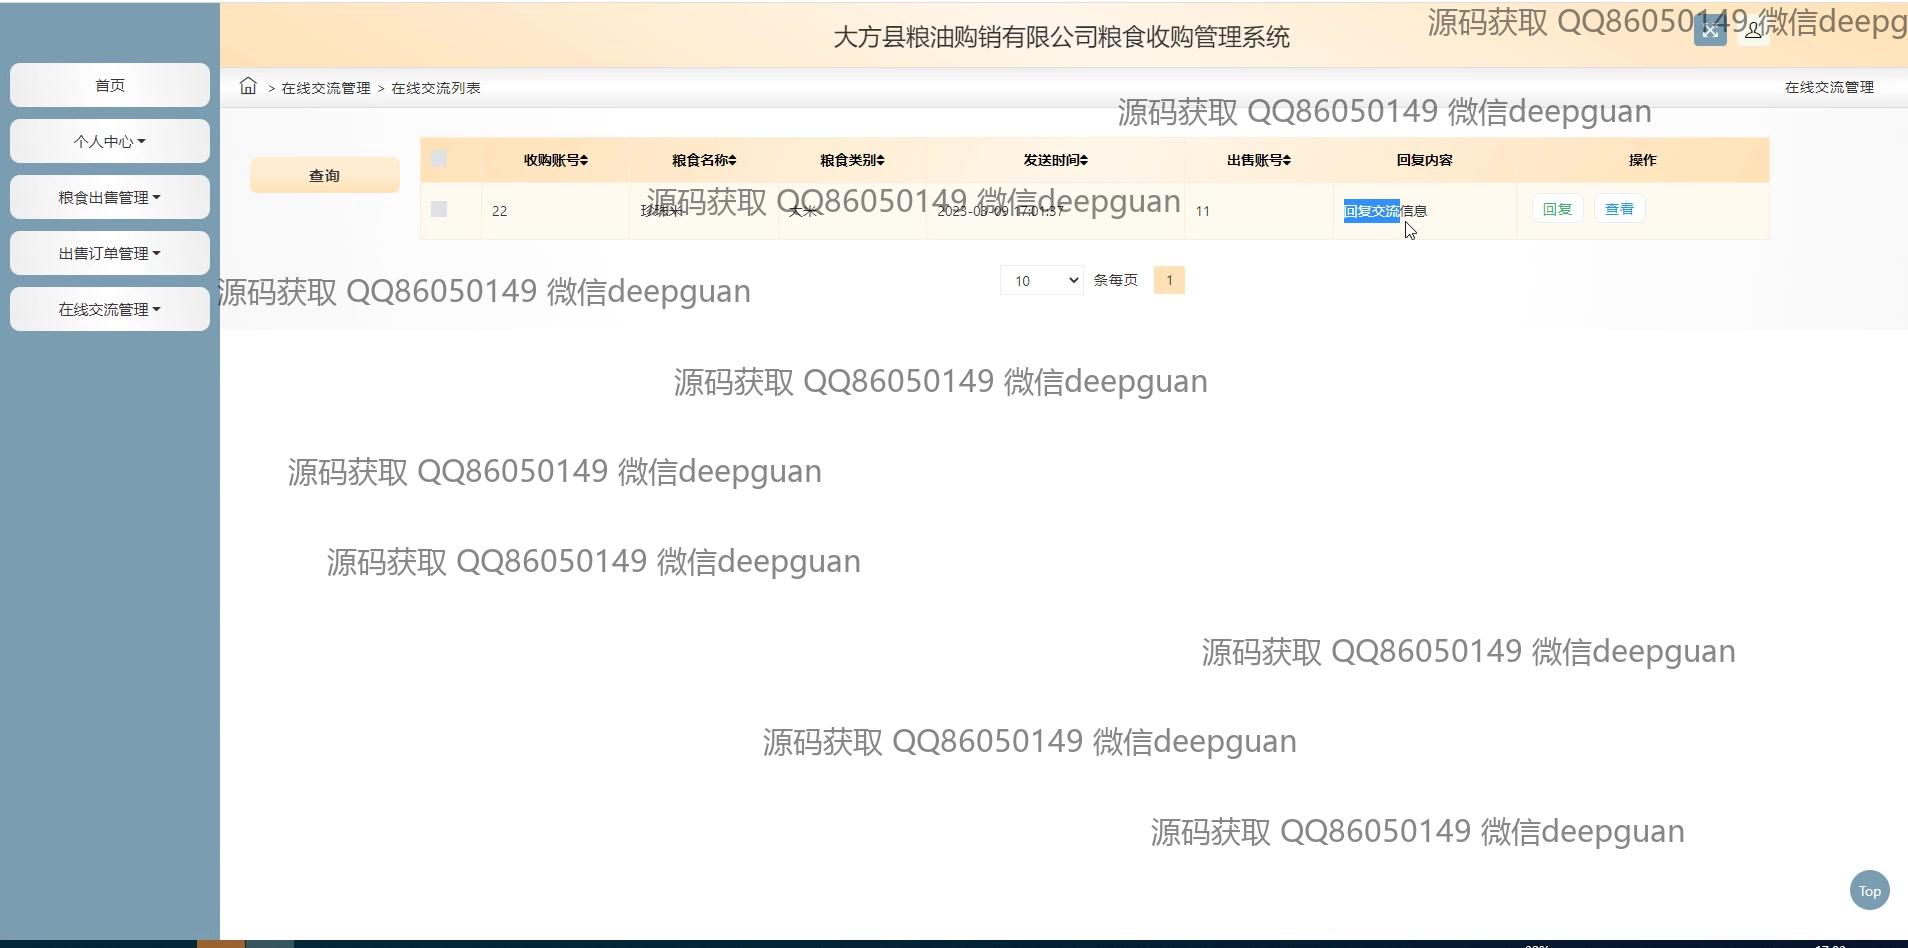 源码获取 QQ86050149 微信deepg
大方县粮油购销有限公司粮食收购管理系统
首页
> 在线交流管理 > 在线交流列表
在线交流管理
源码获取 QQ86050149 微信deepguan
个人中心
收购账号 粮食名称 粮食类别 发送时间 出售账号 回复内容 操作
查询
粮食出售管理
源码获取 QQ86050149 微信deepguan
22 珍珠米 大米 2023-03-09 17:01:37 11 回复交流信息 回复 查看
出售订单管理
10 条每页 1
源码获取 QQ86050149 微信deepguan
在线交流管理
源码获取 QQ86050149 微信deepguan
源码获取 QQ86050149 微信deepguan
源码获取 QQ86050149 微信deepguan
源码获取 QQ86050149 微信deepguan
源码获取 QQ86050149 微信deepguan
源码获取 QQ86050149 微信deepguan
Top